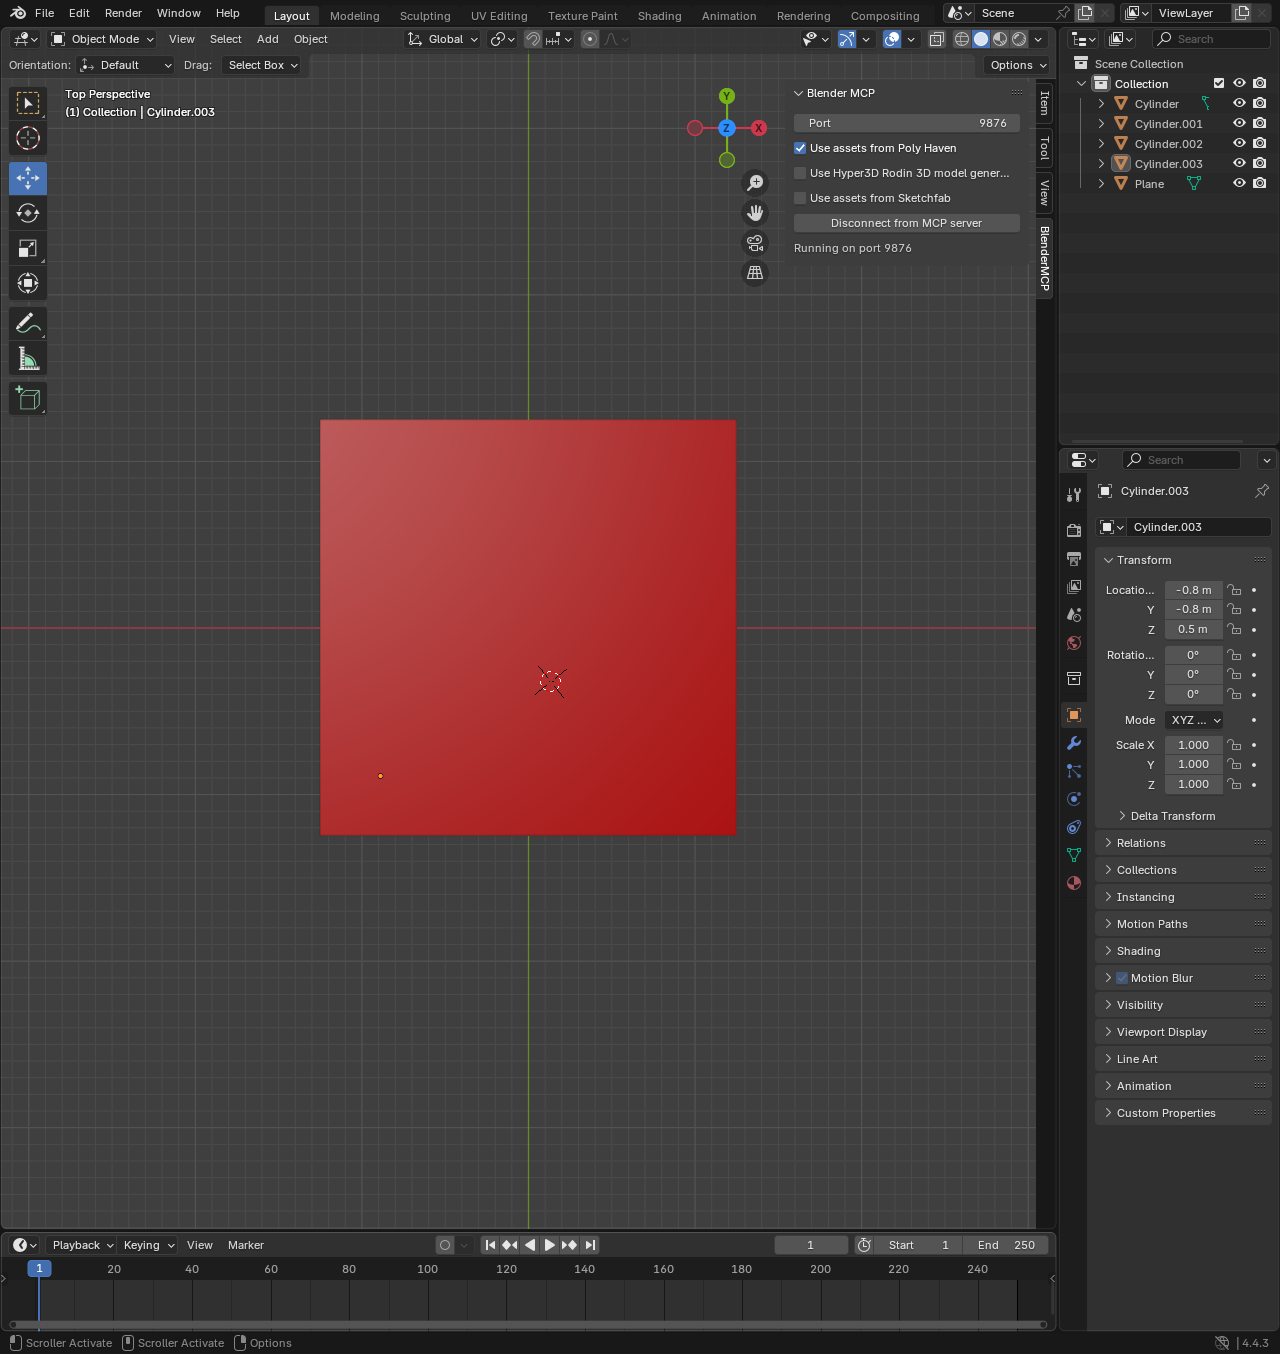 File Edit Render Window Help Layout Modeling Sculpting UV Editing Texture Paint Shading Animation Rendering Compositing Scene ViewLayer
Object Mode View Select Add Object Global Search
Orientation: Default Drag: Select Box Options
Top Perspective
(1) Collection | Cylinder.003
Y
Z
X
Blender MCP
Port 9876
Use assets from Poly Haven
Use Hyper3D Rodin 3D model gener...
Use assets from Sketchfab
Disconnect from MCP server
Running on port 9876
Item
Tool
View
BlenderMCP
Scene Collection
Collection
Cylinder
Cylinder.001
Cylinder.002
Cylinder.003
Plane
Search
Cylinder.003
Cylinder.003
Transform
Locatio... -0.8 m
Y -0.8 m
Z 0.5 m
Rotatio... 0°
Y 0°
Z 0°
Mode XYZ ...
Scale X 1.000
Y 1.000
Z 1.000
Delta Transform
Relations
Collections
Instancing
Motion Paths
Shading
Motion Blur
Visibility
Viewport Display
Line Art
Animation
Custom Properties
Playback Keying View Marker 1 Start 1 End 250
1 20 40 60 80 100 120 140 160 180 200 220 240
Scroller Activate Scroller Activate Options 4.4.3